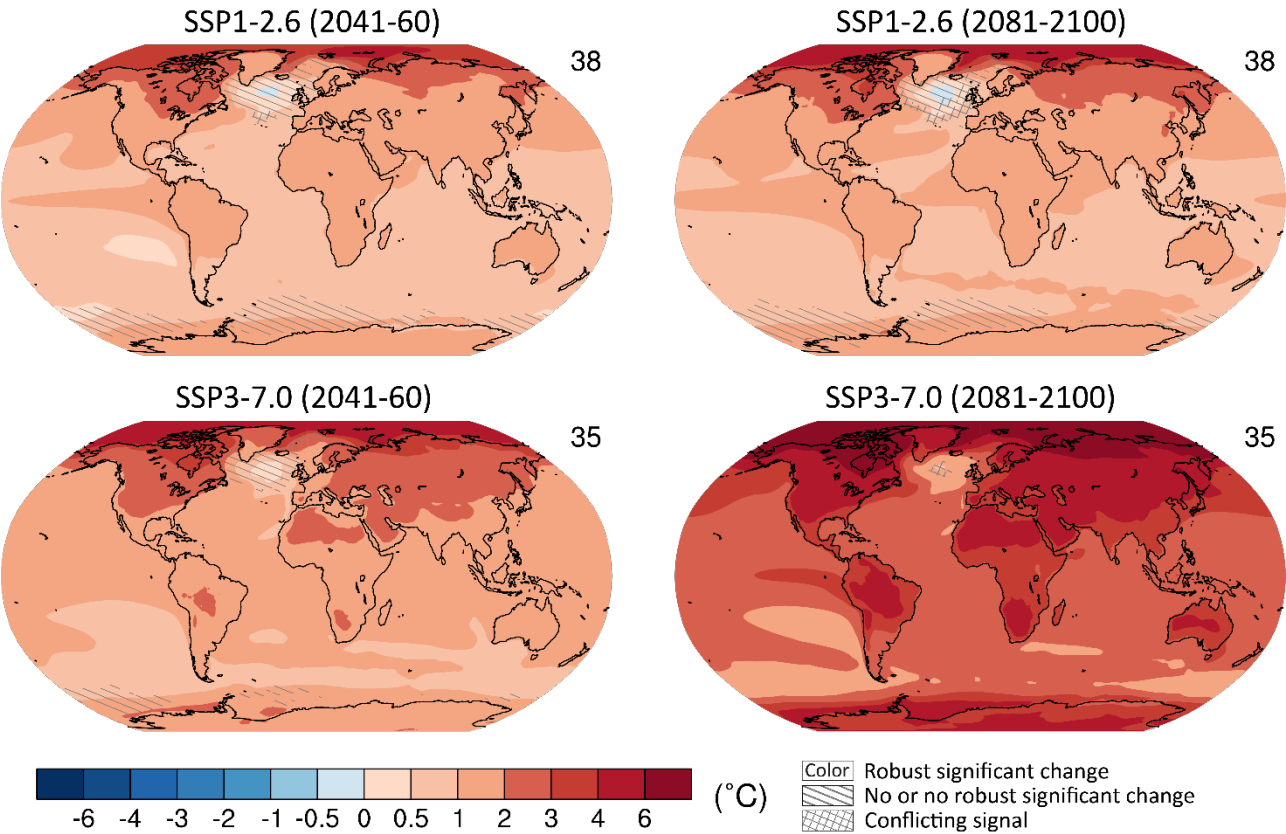 SSP1-2.6 (2041-60)
38
SSP1-2.6 (2081-2100)
38
SSP3-7.0 (2041-60)
35
SSP3-7.0 (2081-2100)
35
-6 -4 -3 -2 -1 -0.5 0 0.5 1 2 3 4 6
(°C)
Color Robust significant change
No or no robust significant change
Conflicting signal